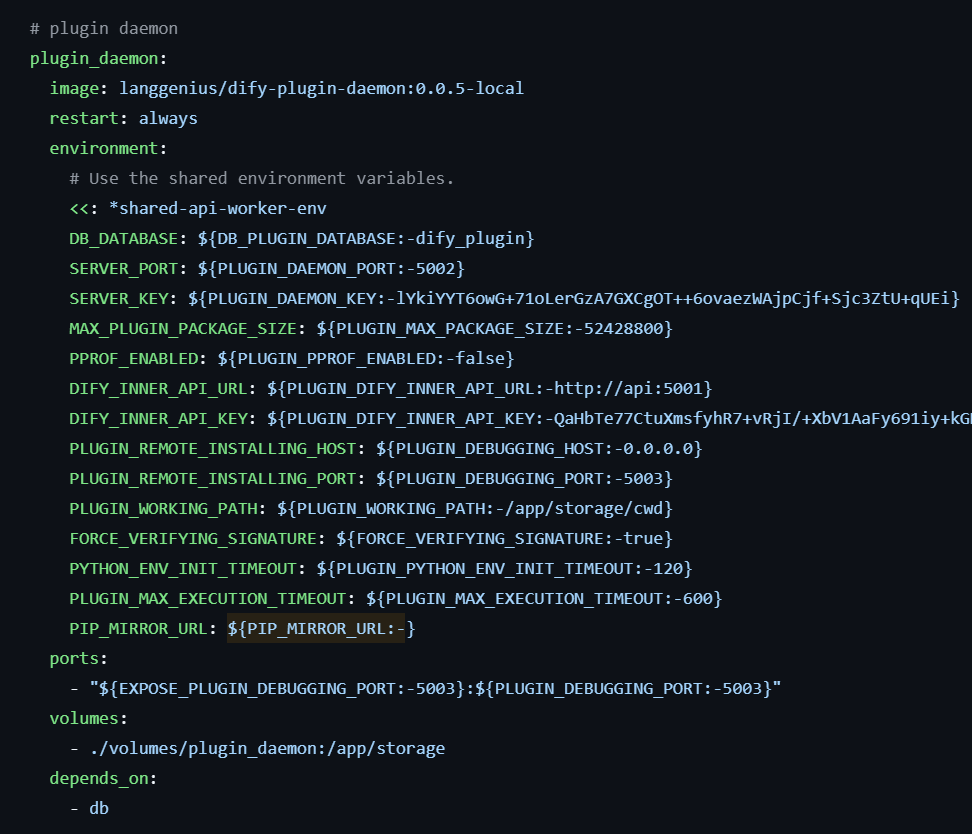 # plugin daemon
plugin_daemon:
image: langgenius/dify-plugin-daemon:0.0.5-local
restart: always
environment:
# Use the shared environment variables.
<<: *shared-api-worker-env
DB_DATABASE: ${DB_PLUGIN_DATABASE:-dify_plugin}
SERVER_PORT: ${PLUGIN_DAEMON_PORT:-5002}
SERVER_KEY: ${PLUGIN_DAEMON_KEY:-lYkiYYT6owG+71oLerGzA7GXCgOT++6ovaezWAjpCjf+Sjc3ZtU+qUEi}
MAX_PLUGIN_PACKAGE_SIZE: ${PLUGIN_MAX_PACKAGE_SIZE:-52428800}
PPROF_ENABLED: ${PLUGIN_PPROF_ENABLED:-false}
DIFY_INNER_API_URL: ${PLUGIN_DIFY_INNER_API_URL:-http://api:5001}
DIFY_INNER_API_KEY: ${PLUGIN_DIFY_INNER_API_KEY:-QaHbTe77CtuXmsfyhR7+vRjI/+XbV1AaFy691iy+kG
PLUGIN_REMOTE_INSTALLING_HOST: ${PLUGIN_DEBUGGING_HOST:-0.0.0.0}
PLUGIN_REMOTE_INSTALLING_PORT: ${PLUGIN_DEBUGGING_PORT:-5003}
PLUGIN_WORKING_PATH: ${PLUGIN_WORKING_PATH:-/app/storage/cwd}
FORCE_VERIFYING_SIGNATURE: ${FORCE_VERIFYING_SIGNATURE:-true}
PYTHON_ENV_INIT_TIMEOUT: ${PLUGIN_PYTHON_ENV_INIT_TIMEOUT:-120}
PLUGIN_MAX_EXECUTION_TIMEOUT: ${PLUGIN_MAX_EXECUTION_TIMEOUT:-600}
PIP_MIRROR_URL: ${PIP_MIRROR_URL:-}
ports:
- "${EXPOSE_PLUGIN_DEBUGGING_PORT:-5003}:${PLUGIN_DEBUGGING_PORT:-5003}"
volumes:
- ./volumes/plugin_daemon:/app/storage
depends_on:
- db